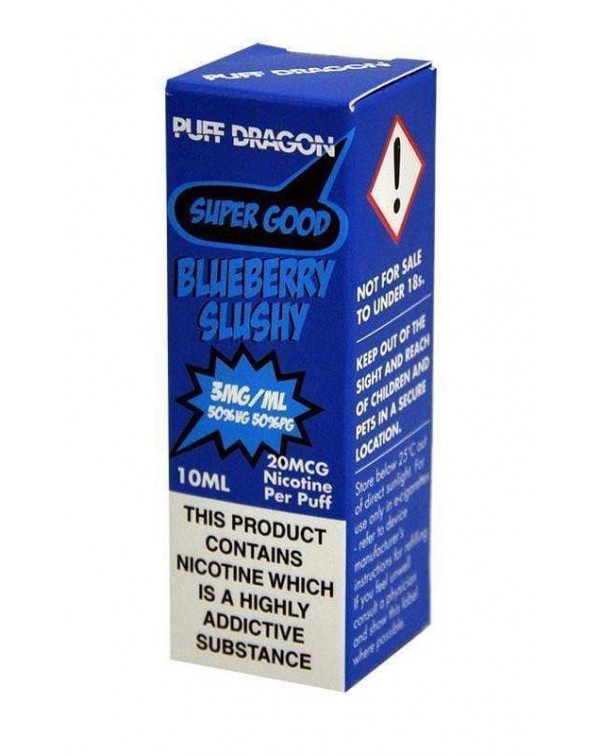 PUFF DRAGON
PUFF DRAGON
SUPER GOOD
BLUEBERRY
SLUSHY
3MG/ML
50%VG 50%PG
10ML
20MCG
Nicotine
Per Puff
THIS PRODUCT
CONTAINS
NICOTINE WHICH
IS A HIGHLY
ADDICTIVE
SUBSTANCE
!
NOT FOR SALE
TO UNDER 18s.
KEEP OUT OF THE
SIGHT AND REACH
OF CHILDREN AND
PETS IN A SECURE
LOCATION.
Store below 25°C out
of direct sunlight. For
use only in e-cigarettes
- refer to device
manufacturer's
instructions for refilling
If you feel unwell
consult a physician
and show this label
where possible.